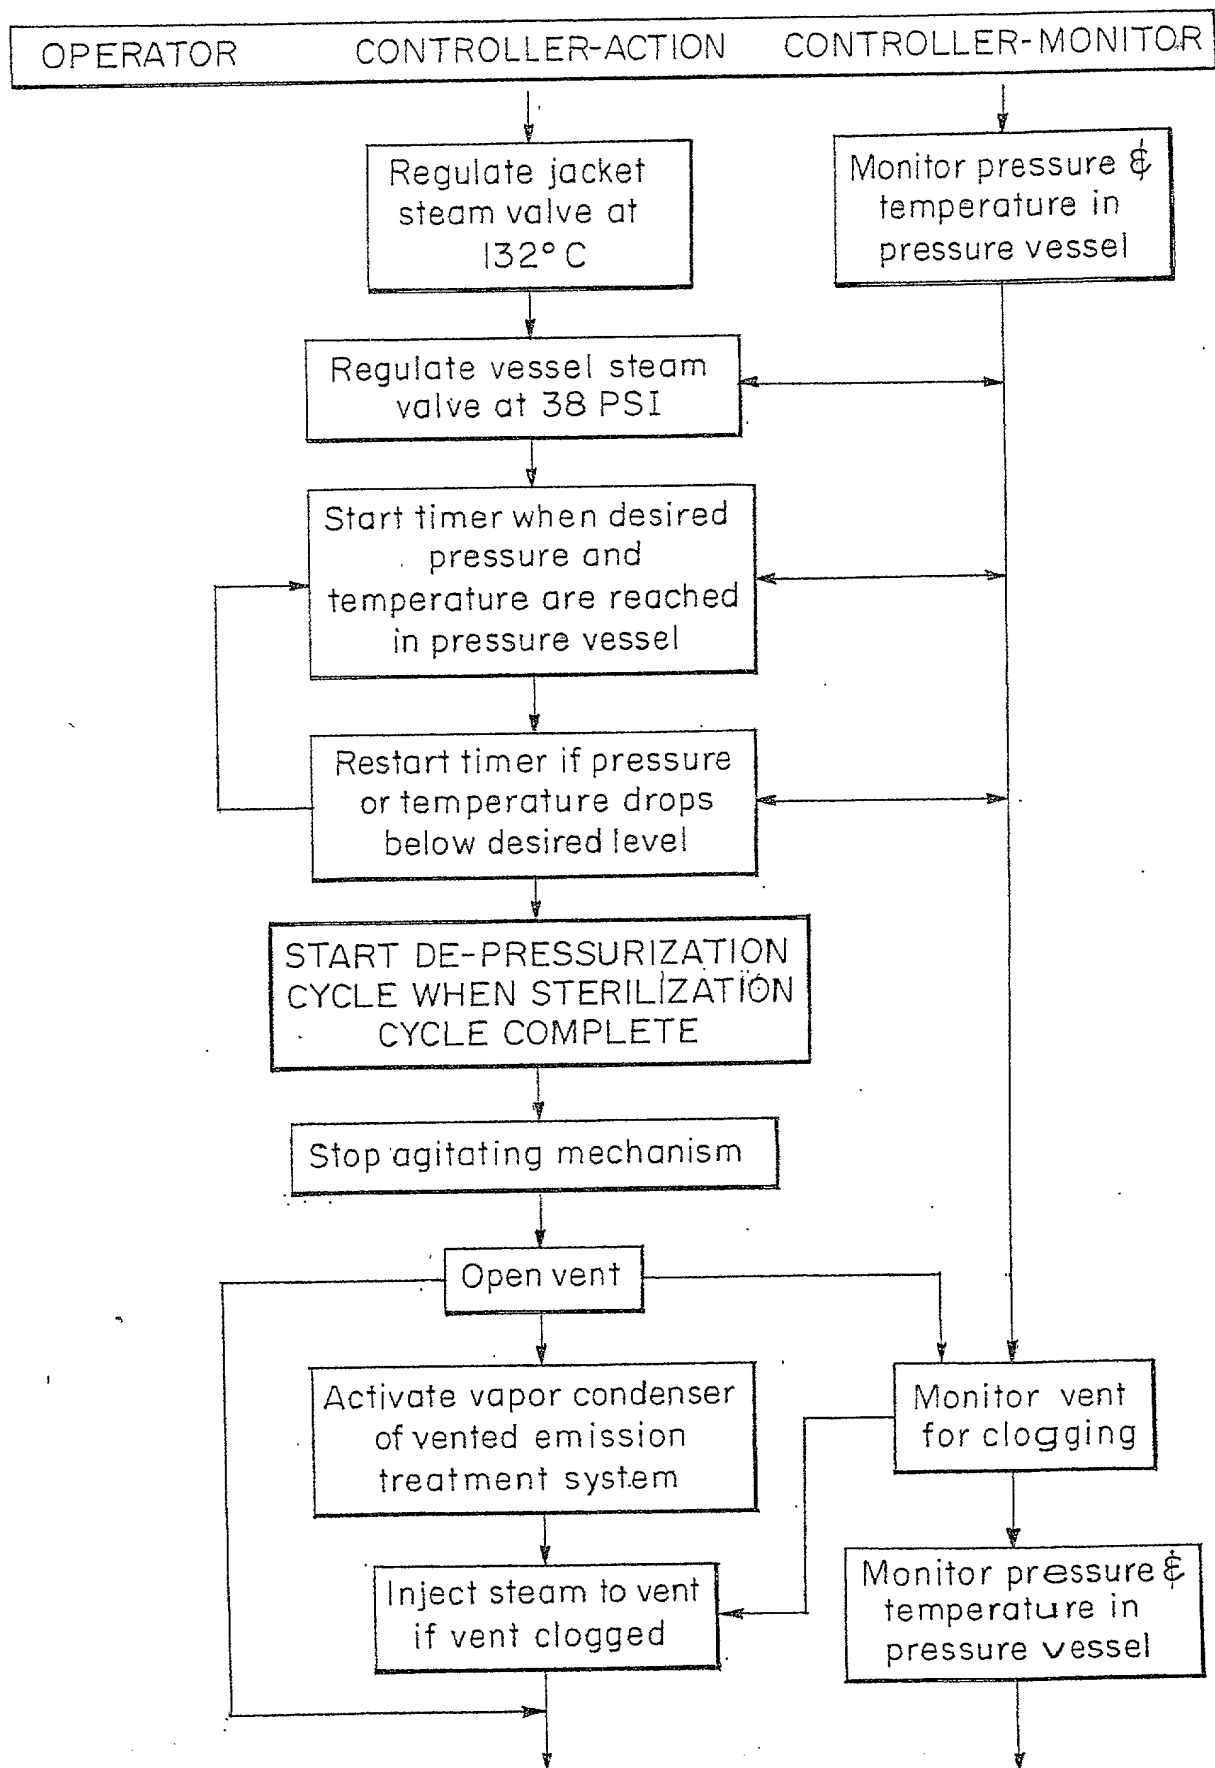 OPERATOR CONTROLLER-ACTION CONTROLLER-MONITOR
Regulate jacket
steam valve at
132° C
Monitor pressure &
temperature in
pressure vessel
Regulate vessel steam
valve at 38 PSI
Start timer when desired
pressure and
temperature are reached
in pressure vessel
Restart timer if pressure
or temperature drops
below desired level
START DE-PRESSURIZATION
CYCLE WHEN STERILIZATION
CYCLE COMPLETE
Stop agitating mechanism
Open vent
Activate vapor condenser
of vented emission
treatment system
Monitor vent
for clogging
Inject steam to vent
if vent clogged
Monitor pressure &
temperature in
pressure vessel